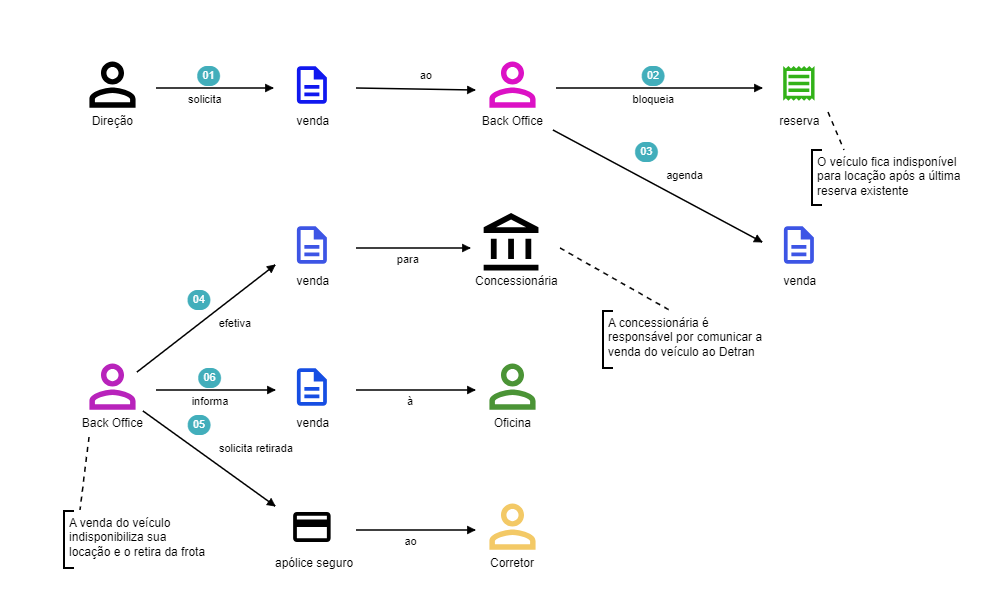 01
solicita
Direção
venda
ao
Back Office
02
bloqueia
reserva
O veículo fica indisponível
para locação após a última
reserva existente
03
agenda
venda
04
efetiva
venda
para
Concessionária
A concessionária é
responsável por comunicar a
venda do veículo ao Detran
Back Office
06
informa
venda
à
Oficina
05
solicita retirada
apólice seguro
ao
Corretor
A venda do veículo
indisponibiliza sua
locação e o retira da frota